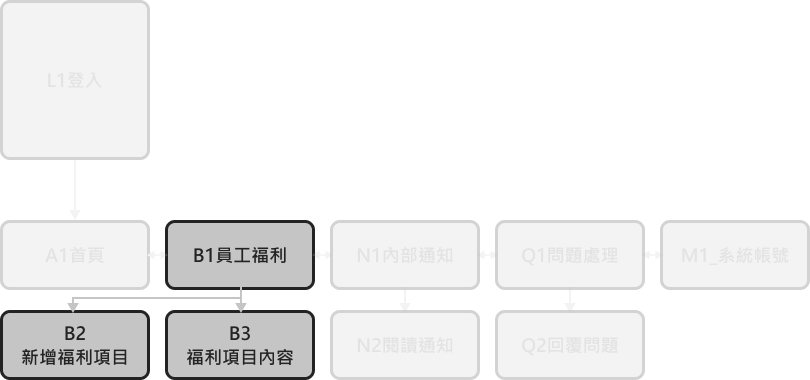 L1登入
A1首頁
B1員工福利
N1內部通知
Q1問題處理
M1_系統帳號
B2
新增福利項目
B3
福利項目內容
N2閱讀通知
Q2回覆問題